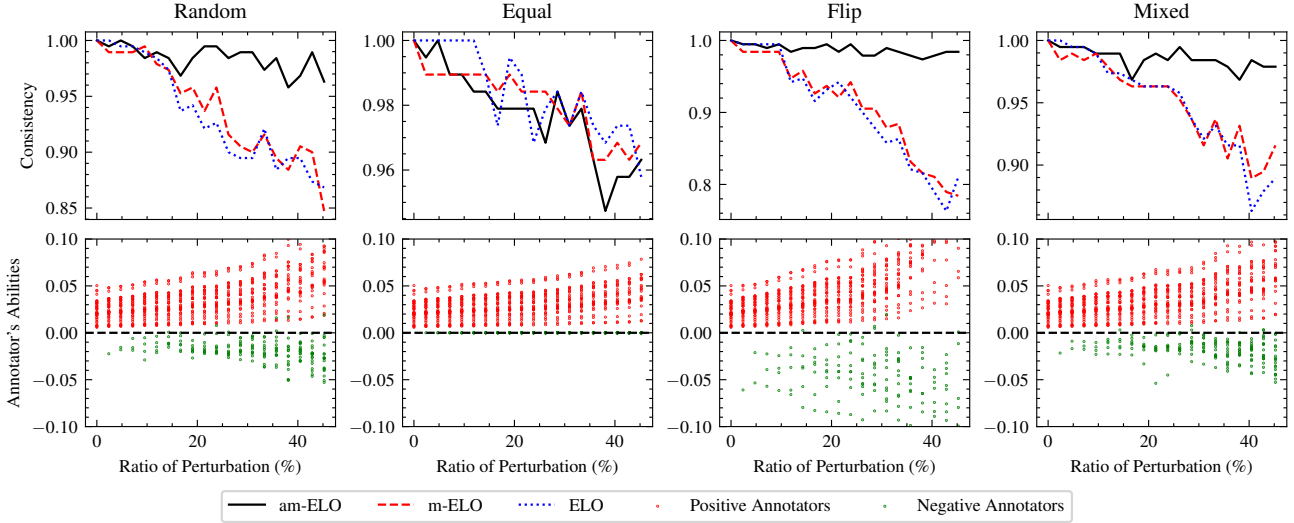 Random Equal Flip Mixed
Consistency
1.00 0.95 0.90 0.85
1.00 0.98 0.96
1.0 0.9 0.8
1.00 0.95 0.90
Annotator's Abilities
0.10 0.05 0.00 −0.05 −0.10
0.10 0.05 0.00 −0.05 −0.10
0.10 0.05 0.00 −0.05 −0.10
0.10 0.05 0.00 −0.05 −0.10
0 20 40 0 20 40 0 20 40 0 20 40
Ratio of Perturbation (%) Ratio of Perturbation (%) Ratio of Perturbation (%) Ratio of Perturbation (%)
am-ELO m-ELO ELO Positive Annotators Negative Annotators